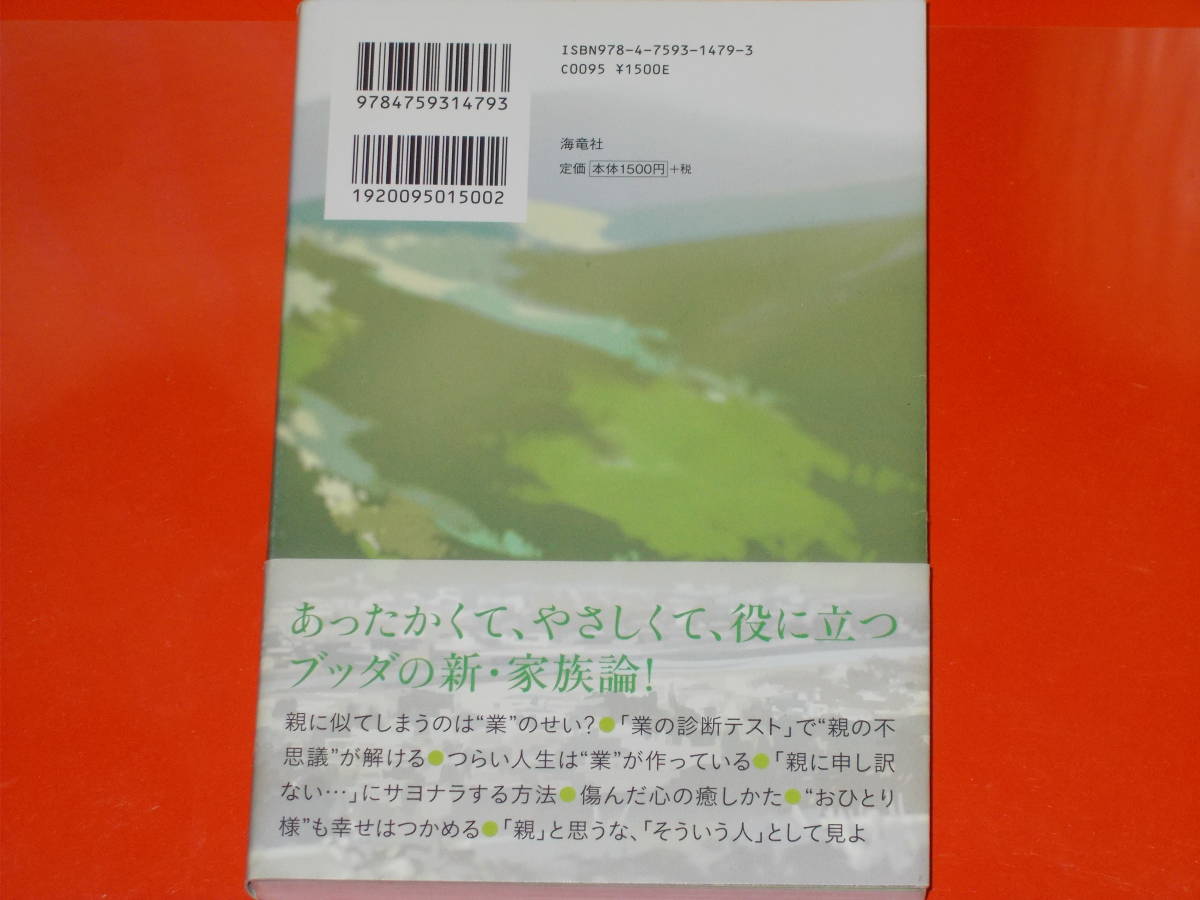 ISBN978-4-7593-1479-3
C0095 ¥1500E
9784759314793
海竜社
定価 本体1500円 +税
1920095015002
あったかくて、やさしくて、役に立つ
ブッダの新・家族論!
親に似てしまうのは“業”のせい?●「業の診断テスト」で“親の不
思議”が解ける●つらい人生は“業”が作っている●「親に申し訳
ない…」にサヨナラする方法●傷んだ心の癒しかた●“おひとり
様”も幸せはつかめる●「親」と思うな、「そういう人」として見よ